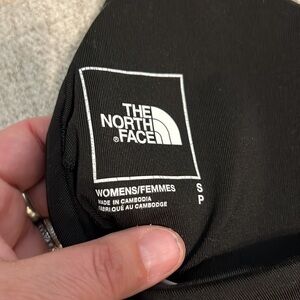 THE
NORTH
FACE
®
WOMENS/FEMMES S
MADE IN CAMBODIA P
FABRIQUÉ AU CAMBODGE